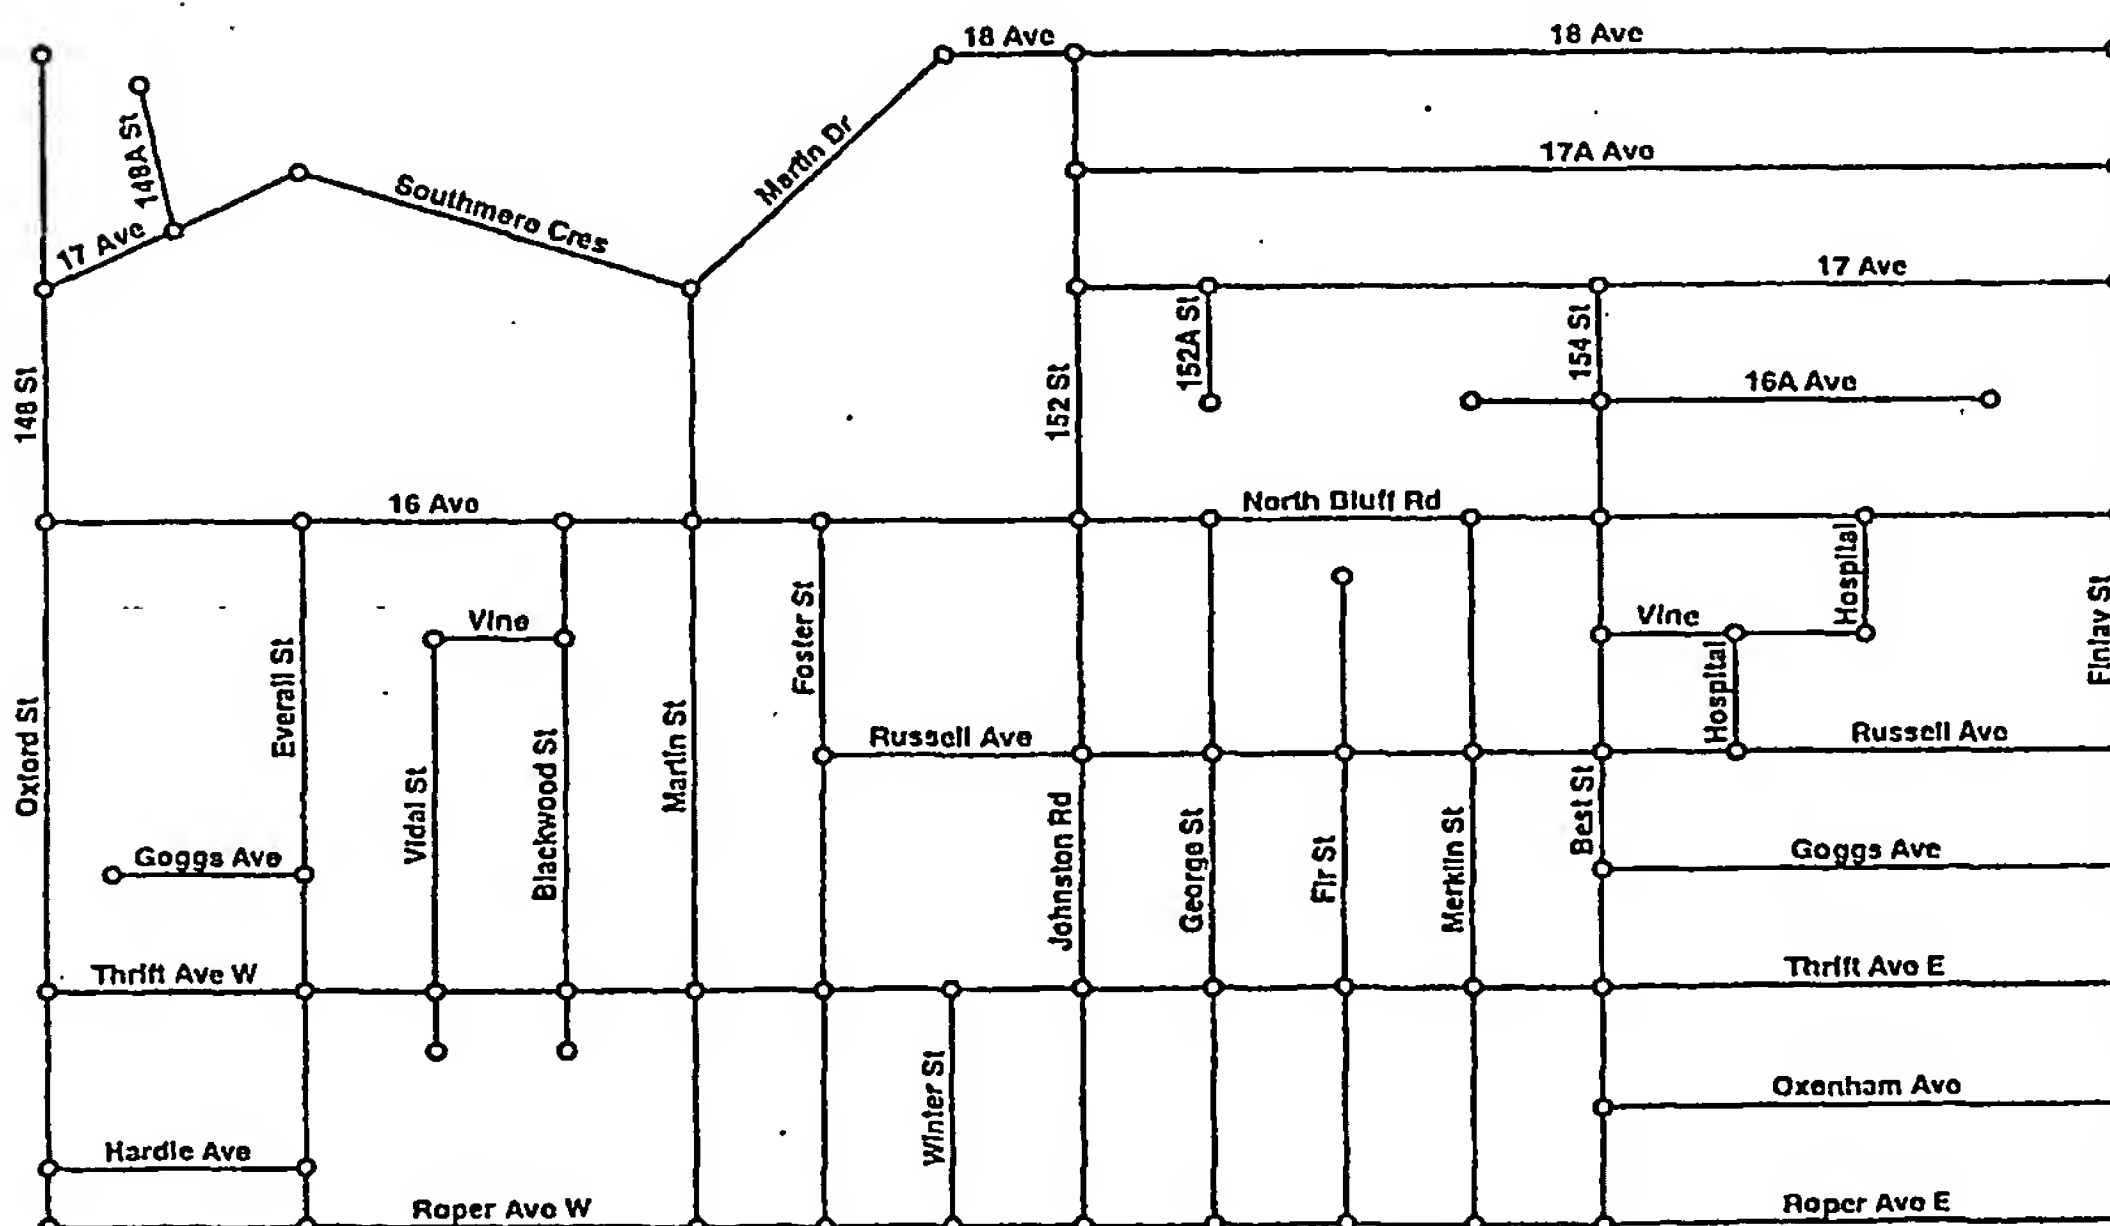 18 Ave
18 Ave
148A St
Martin Dr
17A Ave
17 Ave
Southmere Cres
17 Ave
148 St
152 St
152A St
154 St
16A Ave
16 Ave
North Bluff Rd
Hospital
Vine
Vine
Finlay St
Everall St
Foster St
Hospital
Oxford St
Martin St
Russell Ave
Russell Ave
Vidal St
Blackwood St
Johnston Rd
George St
Fir St
Merklin St
Best St
Goggs Ave
Goggs Ave
Thrift Ave W
Thrift Ave E
Winter St
Oxenham Ave
Hardie Ave
Roper Ave W
Roper Ave E